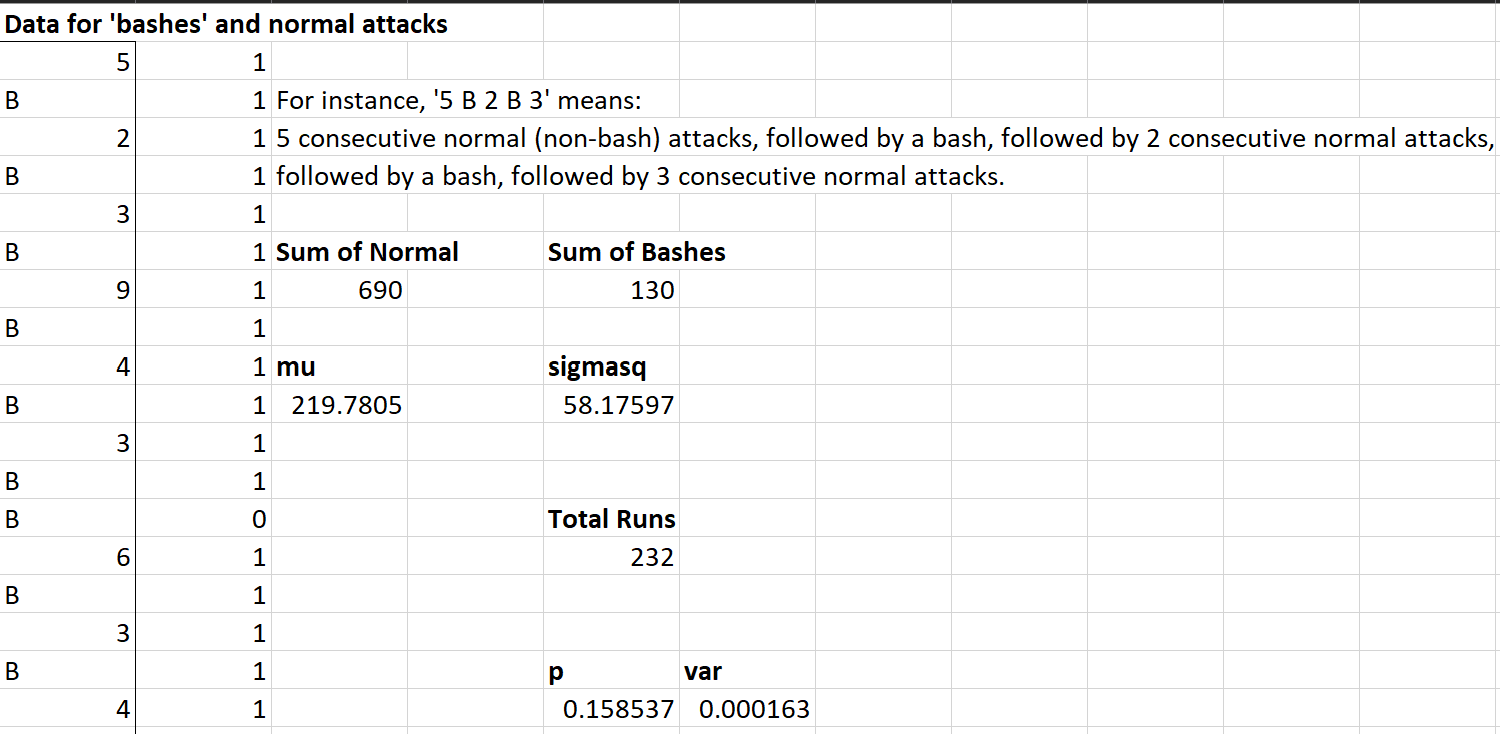 Data for 'bashes' and normal attacks
5 1
B 1 For instance, '5 B 2 B 3' means:
2 1 5 consecutive normal (non-bash) attacks, followed by a bash, followed by 2 consecutive normal attacks,
B 1 followed by a bash, followed by 3 consecutive normal attacks.
3 1
B 1 Sum of Normal Sum of Bashes
9 1 690 130
B 1
4 1 mu sigmasq
B 1 219.7805 58.17597
3 1
B 1
B 0 Total Runs
6 1 232
B 1
3 1
B 1 p var
4 1 0.158537 0.000163